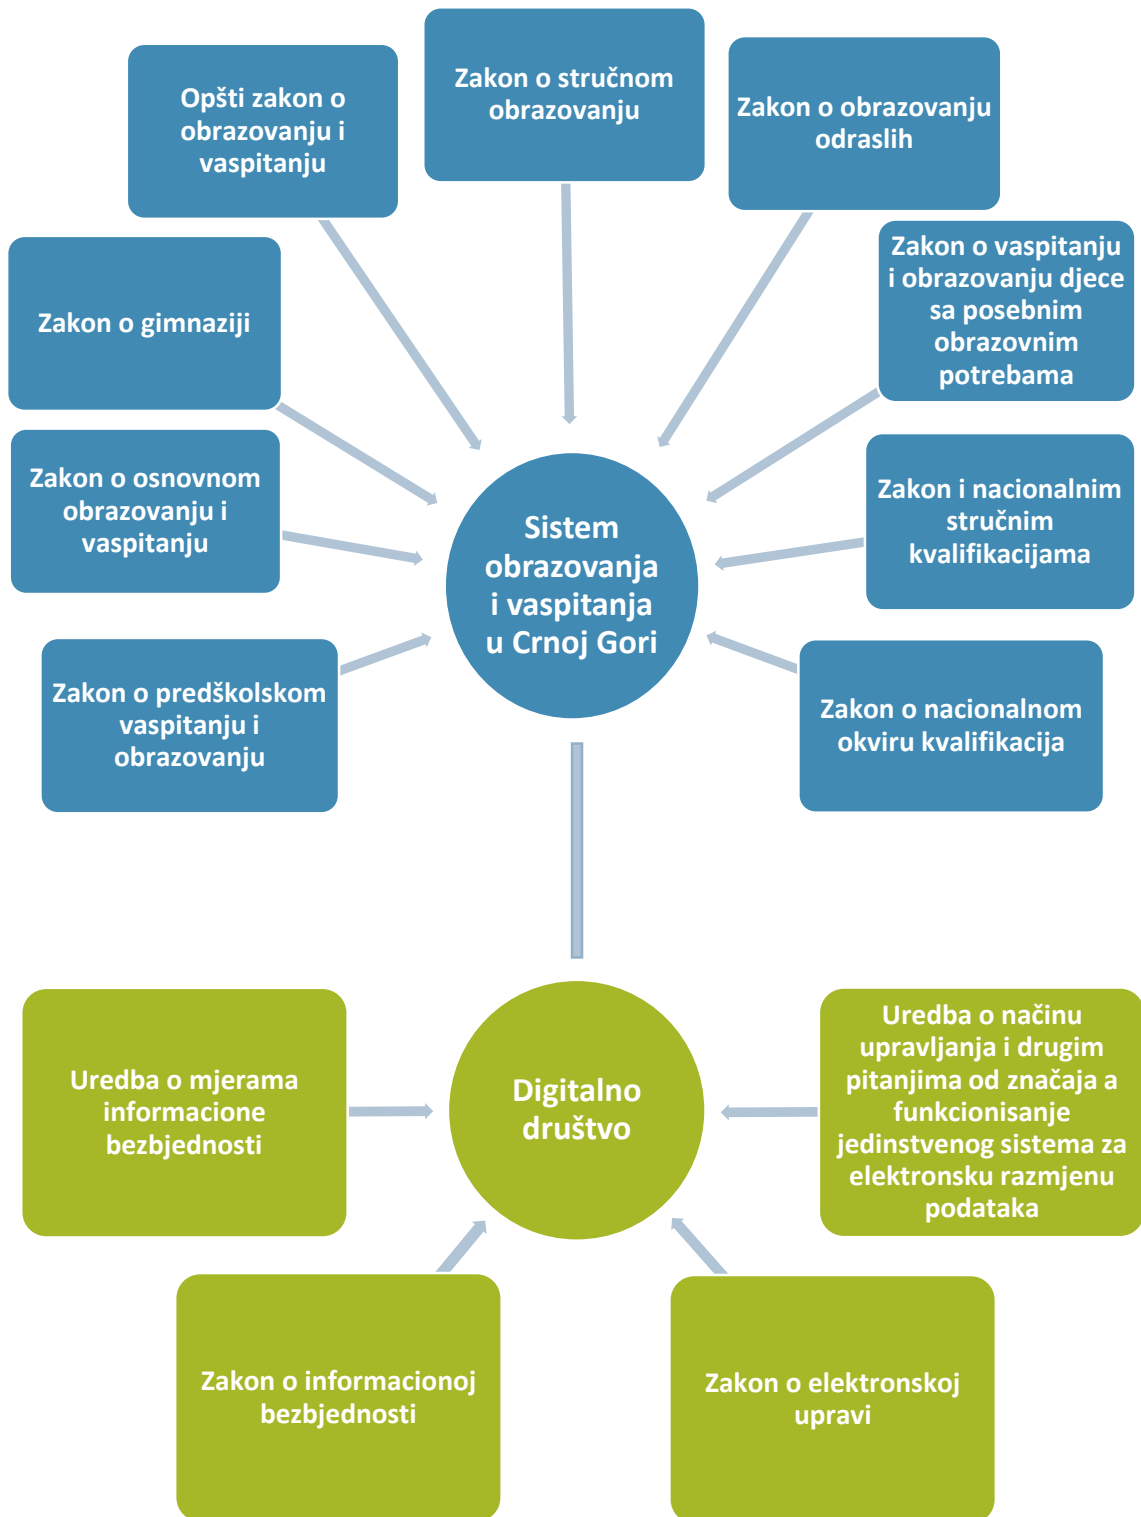 Zakon o stručnom
obrazovanju
Opšti zakon o
obrazovanju i
vaspitanju
Zakon o obrazovanju
odraslih
Zakon o gimnaziji
Zakon o vaspitanju
i obrazovanju djece
sa posebnim
obrazovnim
potrebama
Zakon o osnovnom
obrazovanju i
vaspitanju
Zakon i nacionalnim
stručnim
kvalifikacijama
Sistem
obrazovanja
i vaspitanja
u Crnoj Gori
Zakon o predškolskom
vaspitanju i
obrazovanju
Zakon o nacionalnom
okviru kvalifikacija
Uredba o mjerama
informacione
bezbjednosti
Digitalno
društvo
Uredba o načinu
upravljanja i drugim
pitanjima od značaja a
funkcionisanje
jedinstvenog sistema za
elektronsku razmjenu
podataka
Zakon o informacionoj
bezbjednosti
Zakon o elektronskoj
upravi